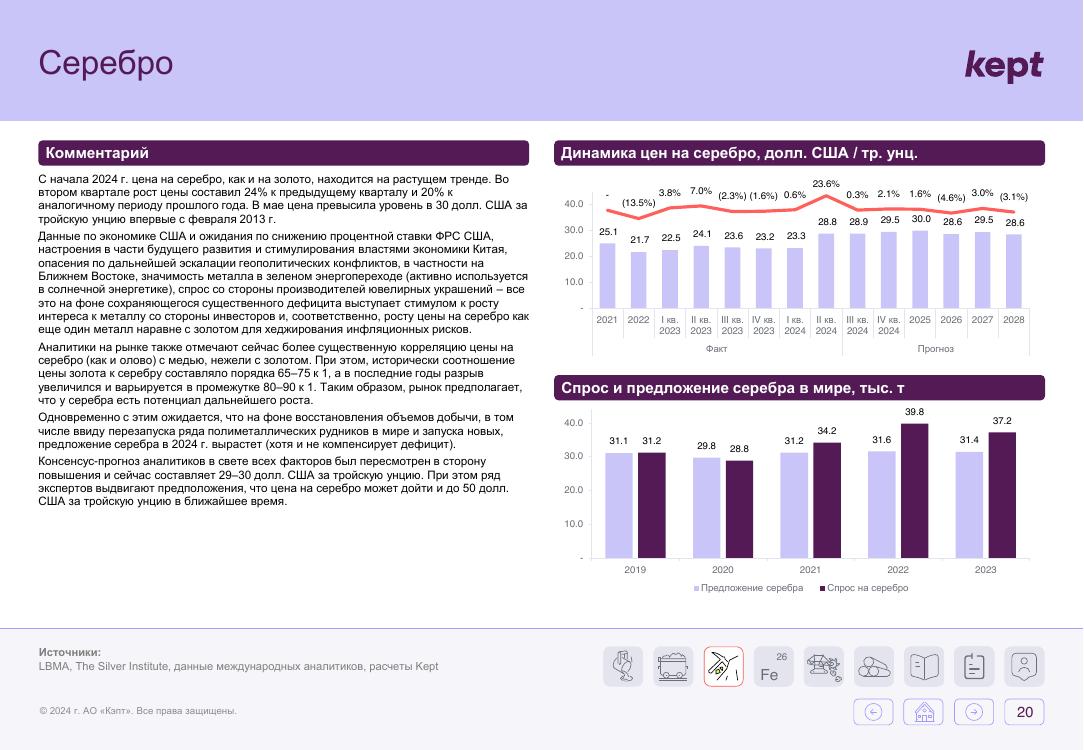 Серебро
kept
Комментарий
С начала 2024 г. цена на серебро, как и на золото, находится на растущем тренде. Во
втором квартале рост цены составил 24% к предыдущему кварталу и 20% к
аналогичному периоду прошлого года. В мае цена превысила уровень в 30 долл. США за
тройскую унцию впервые с февраля 2013 г.
Данные по экономике США и ожидания по снижению процентной ставки ФРС США,
настроения в части будущего развития и стимулирования властями экономики Китая,
опасения по дальнейшей эскалации геополитических конфликтов, в частности на
Ближнем Востоке, значимость металла в зеленом энергопереходе (активно используется
в солнечной энергетике), спрос со стороны производителей ювелирных украшений – все
это на фоне сохраняющегося существенного дефицита выступает стимулом к росту
интереса к металлу со стороны инвесторов и, соответственно, росту цены на серебро как
еще один металл наравне с золотом для хеджирования инфляционных рисков.
Аналитики на рынке также отмечают сейчас более существенную корреляцию цены на
серебро (как и олово) с медью, нежели с золотом. При этом, исторически соотношение
цены золота к серебру составляло порядка 65–75 к 1, а в последние годы разрыв
увеличился и варьируется в промежутке 80–90 к 1. Таким образом, рынок предполагает,
что у серебра есть потенциал дальнейшего роста.
Одновременно с этим ожидается, что на фоне восстановления объемов добычи, в том
числе ввиду перезапуска ряда полиметаллических рудников в мире и запуска новых,
предложение серебра в 2024 г. вырастет (хотя и не компенсирует дефицит).
Консенсус-прогноз аналитиков в свете всех факторов был пересмотрен в сторону
повышения и сейчас составляет 29–30 долл. США за тройскую унцию. При этом ряд
экспертов выдвигают предположения, что цена на серебро может дойти и до 50 долл.
США за тройскую унцию в ближайшее время.
Динамика цен на серебро, долл. США / тр. унц.
- (13.5%) 3.8% 7.0% (2.3%) (1.6%) 0.6% 23.6% 0.3% 2.1% 1.6% (4.6%) 3.0% (3.1%)
40.0
30.0
20.0
10.0
-
25.1 21.7 22.5 24.1 23.6 23.2 23.3 28.8 28.9 29.5 30.0 28.6 29.5 28.6
2021 2022 I кв. II кв. III кв. IV кв. I кв. II кв. III кв. IV кв. 2025 2026 2027 2028
2023 2023 2023 2023 2024 2024 2024 2024
Факт Прогноз
Спрос и предложение серебра в мире, тыс. т
40.0
30.0
20.0
10.0
-
31.1 31.2 29.8 28.8 31.2 34.2 31.6 39.8 31.4 37.2
2019 2020 2021 2022 2023
Предложение серебра Спрос на серебро
Источники:
LBMA, The Silver Institute, данные международных аналитиков, расчеты Kept
26
Fe
© 2024 г. АО «Кэпт». Все права защищены.
20